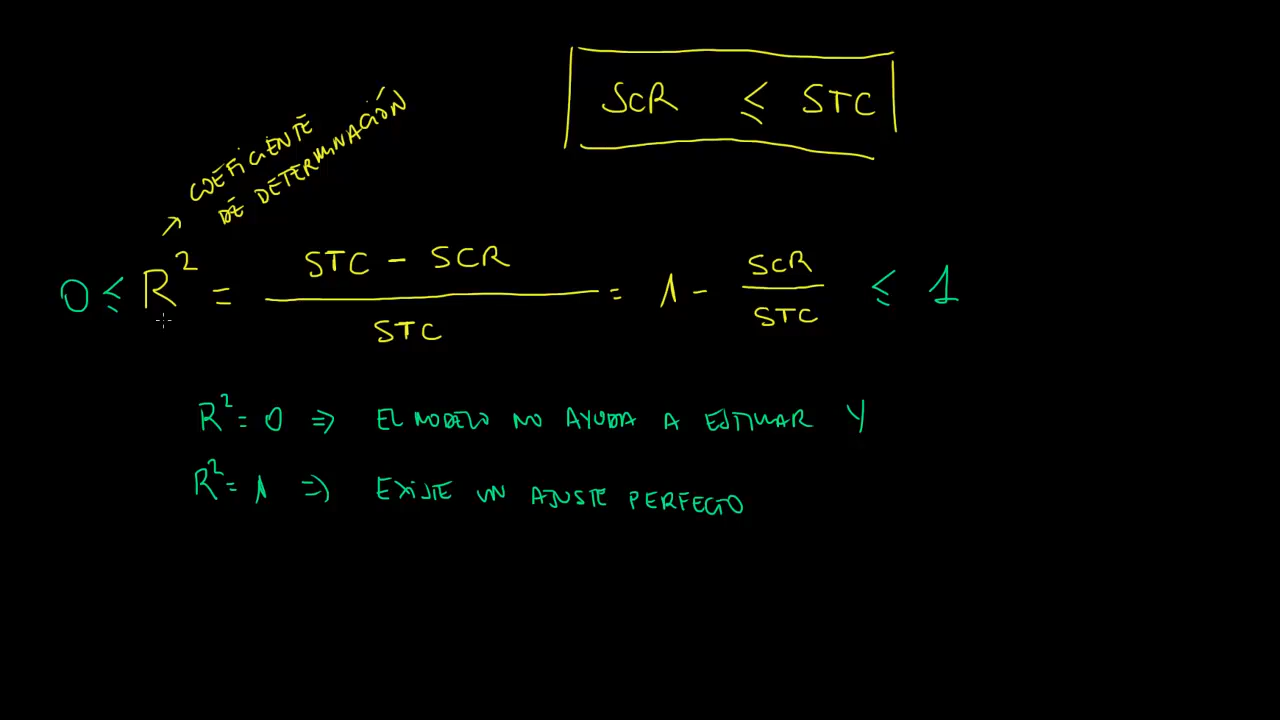 SCR ≤ STC
→ COEFICIENTE
DE DETERMINACIÓN
0 ≤ R² = (STC - SCR) / STC = 1 - SCR / STC ≤ 1
R² = 0 ⇒ EL MODELO NO AYUDA A ESTIMAR Y
R² = 1 ⇒ EXISTE UN AJUSTE PERFECTO